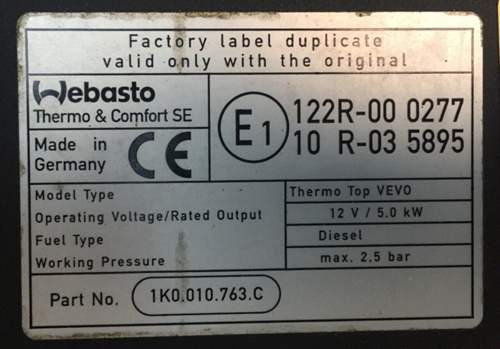 Factory label duplicate
valid only with the original
Webasto
Thermo & Comfort SE
Made in
Germany
CE
E1
122R-00 0277
10 R-03 5895
Model Type
Thermo Top VEVO
Operating Voltage/Rated Output
12 V / 5.0 kW
Fuel Type
Diesel
Working Pressure
max. 2.5 bar
Part No. 1K0.010.763.C